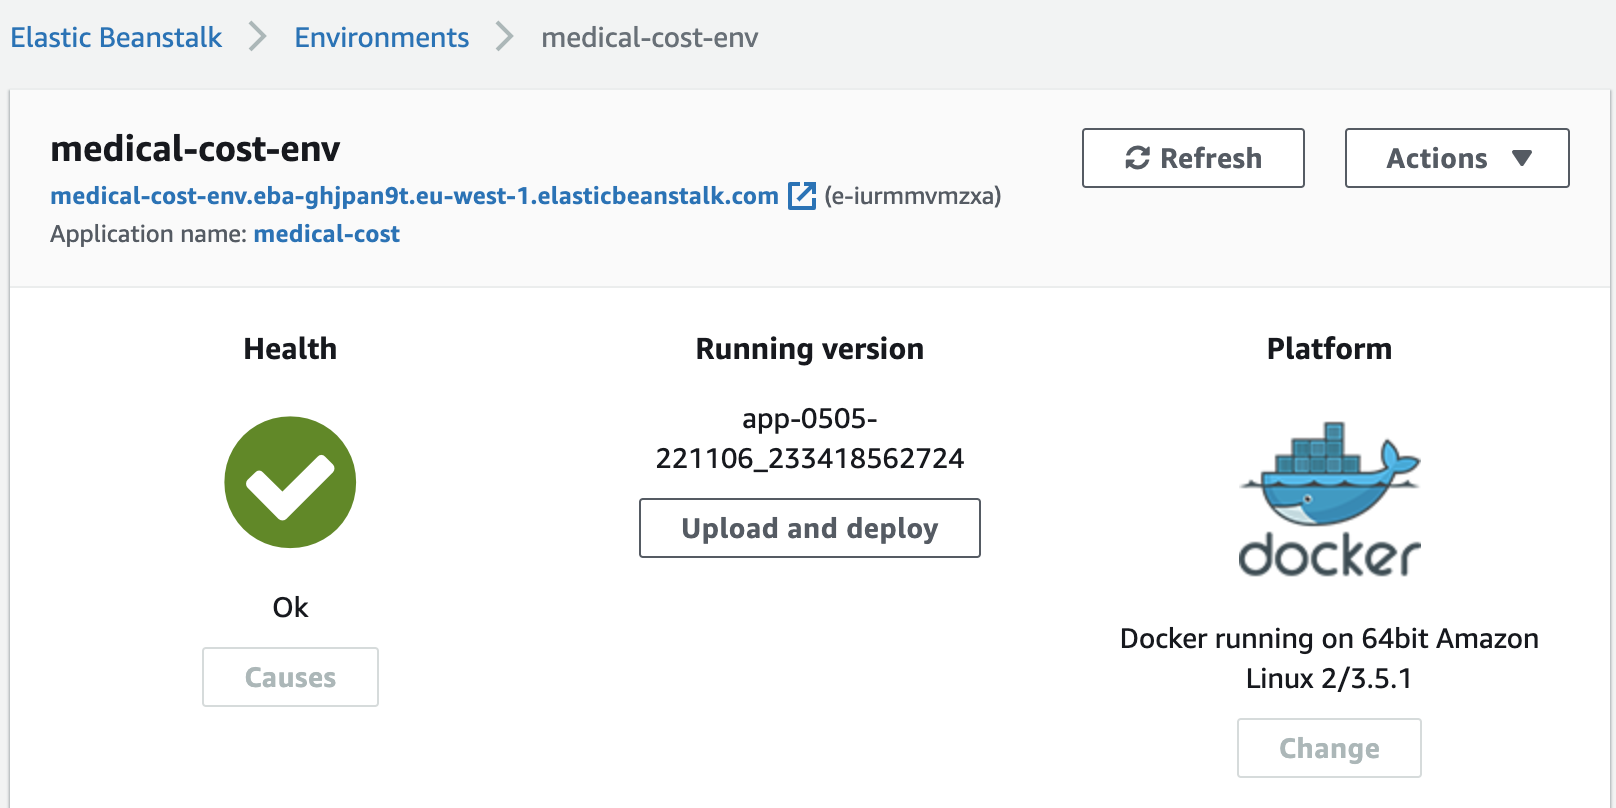 Elastic Beanstalk > Environments > medical-cost-env
medical-cost-env
Refresh
Actions
medical-cost-env.eba-ghjpan9t.eu-west-1.elasticbeanstalk.com (e-iurmmvmzxa)
Application name: medical-cost
Health
Ok
Causes
Running version
app-0505-
221106_233418562724
Upload and deploy
Platform
docker
Docker running on 64bit Amazon
Linux 2/3.5.1
Change